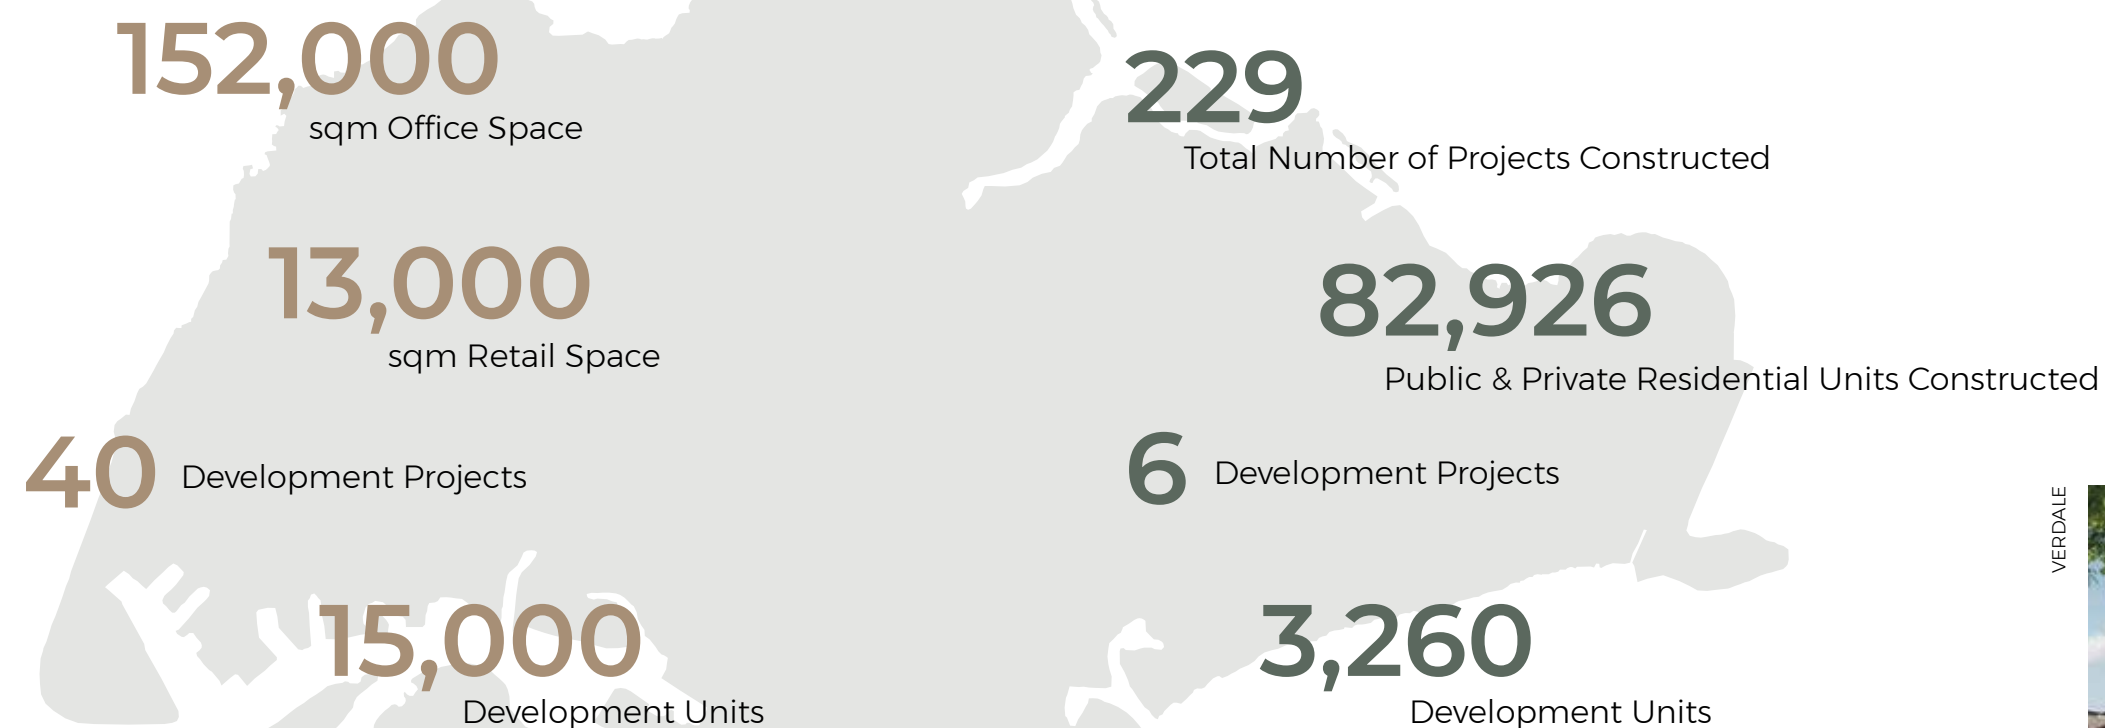 152,000
sqm Office Space
13,000
sqm Retail Space
40 Development Projects
15,000
Development Units
229
Total Number of Projects Constructed
82,926
Public & Private Residential Units Constructed
6 Development Projects
3,260
Development Units
VERDALE